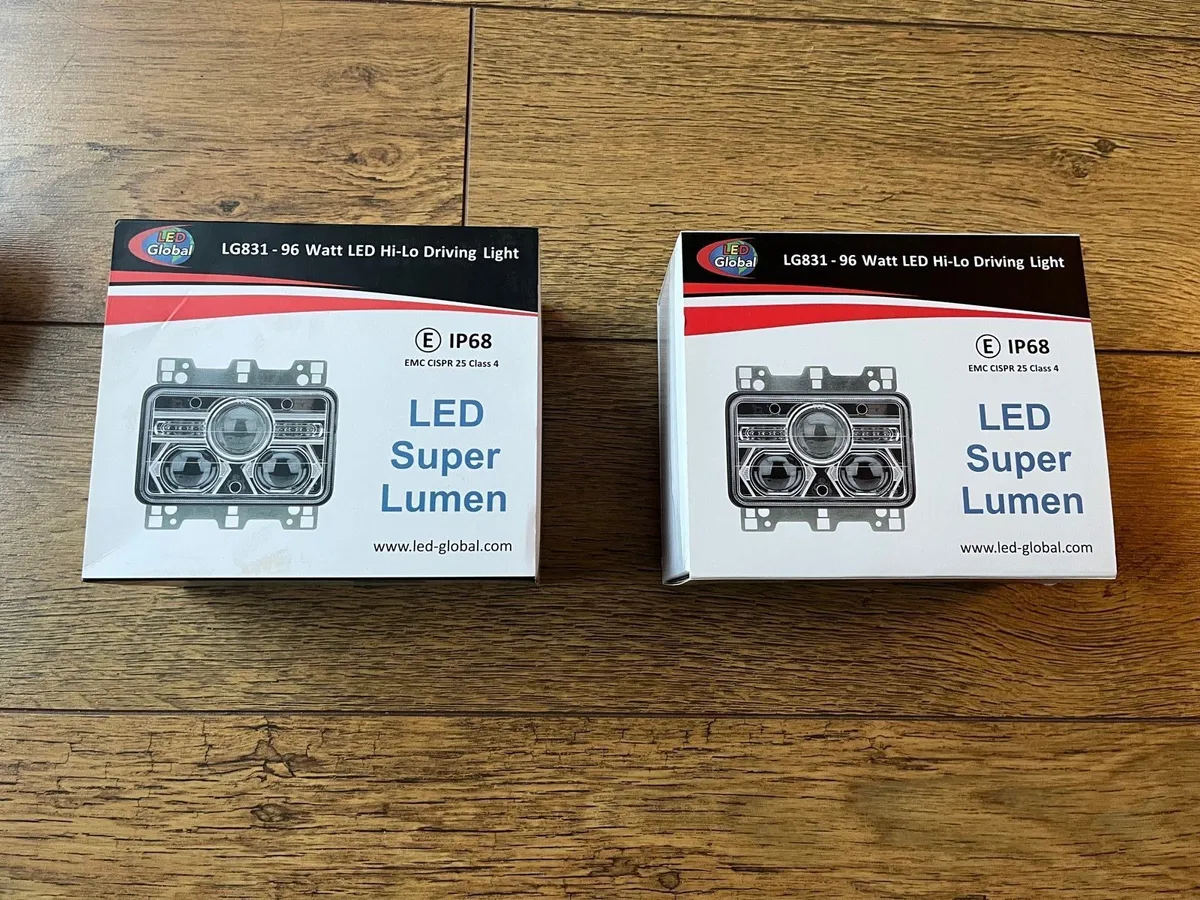 LED
Global
LG831 - 96 Watt LED Hi-Lo Driving Light
E IP68
EMC CISPR 25 Class 4
LED
Super
Lumen
www.led-global.com
LED
Global
LG831 - 96 Watt LED Hi-Lo Driving Light
E IP68
EMC CISPR 25 Class 4
LED
Super
Lumen
www.led-global.com